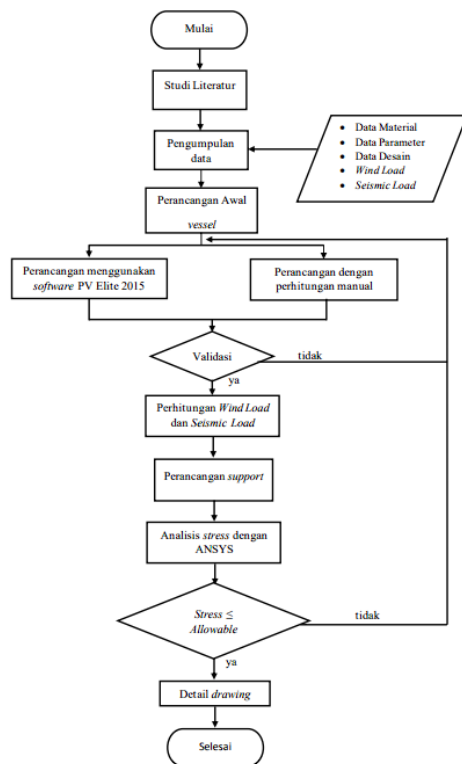 Mulai
Studi Literatur
Pengumpulan
data
• Data Material
• Data Parameter
• Data Desain
• Wind Load
• Seismic Load
Perancangan Awal
vessel
Perancangan menggunakan
software PV Elite 2015
Perancangan dengan
perhitungan manual
Validasi
tidak
ya
Perhitungan Wind Load
dan Seismic Load
Perancangan support
Analisis stress dengan
ANSYS
Stress ≤
Allowable
tidak
ya
Detail drawing
Selesai